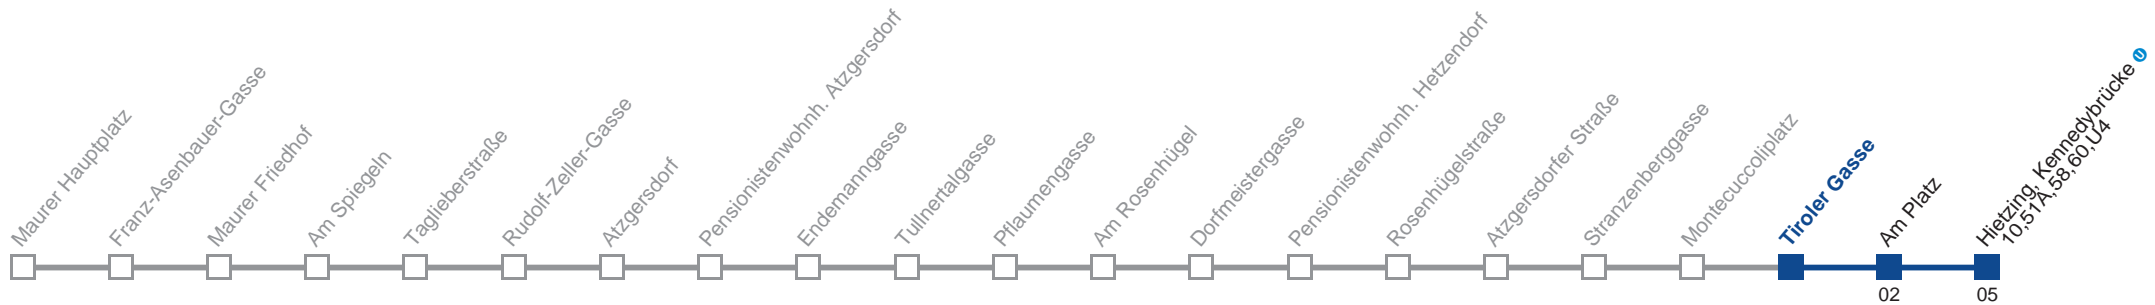 Maurer Hauptplatz
Franz-Asenbauer-Gasse
Maurer Friedhof
Am Spiegeln
Taglieberstraße
Rudolf-Zeller-Gasse
Atzgersdorf
Pensionistenwohnh. Atzgersdorf
Endemanngasse
Tullnertalgasse
Pflaumengasse
Am Rosenhügel
Dorfmeistergasse
Pensionistenwohnh. Hetzendorf
Rosenhügelstraße
Atzgersdorfer Straße
Stranzenberggasse
Montecuccoliplatz
Tiroler Gasse
Am Platz
Hietzing, Kennedybrücke U
10,51A,58,60,U4
02
05